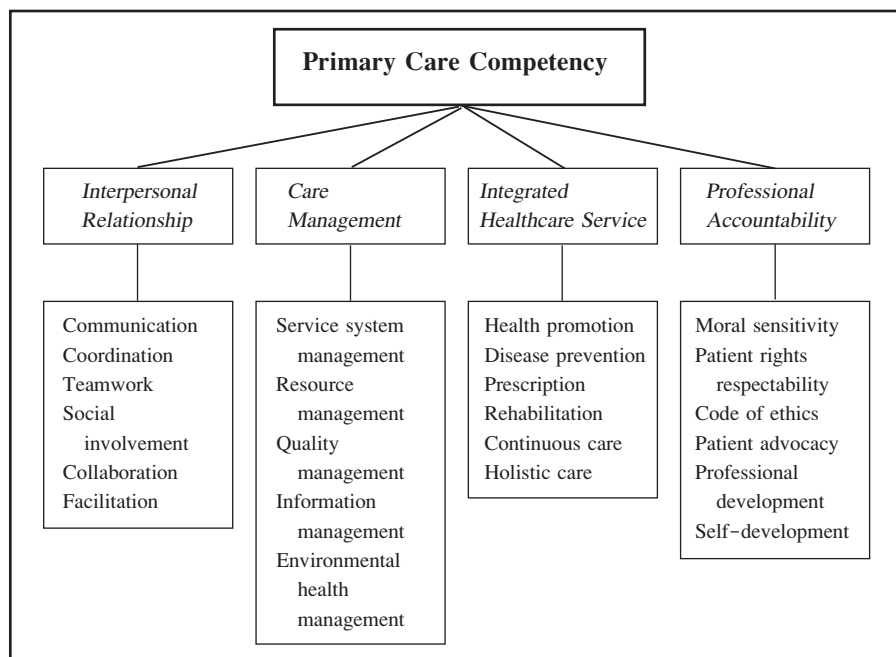 Primary Care Competency
Interpersonal
Relationship
Care
Management
Integrated
Healthcare Service
Professional
Accountability
Communication
Coordination
Teamwork
Social
involvement
Collaboration
Facilitation
Service system
management
Resource
management
Quality
management
Information
management
Environmental
health
management
Health promotion
Disease prevention
Prescription
Rehabilitation
Continuous care
Holistic care
Moral sensitivity
Patient rights
respectability
Code of ethics
Patient advocacy
Professional
development
Self-development